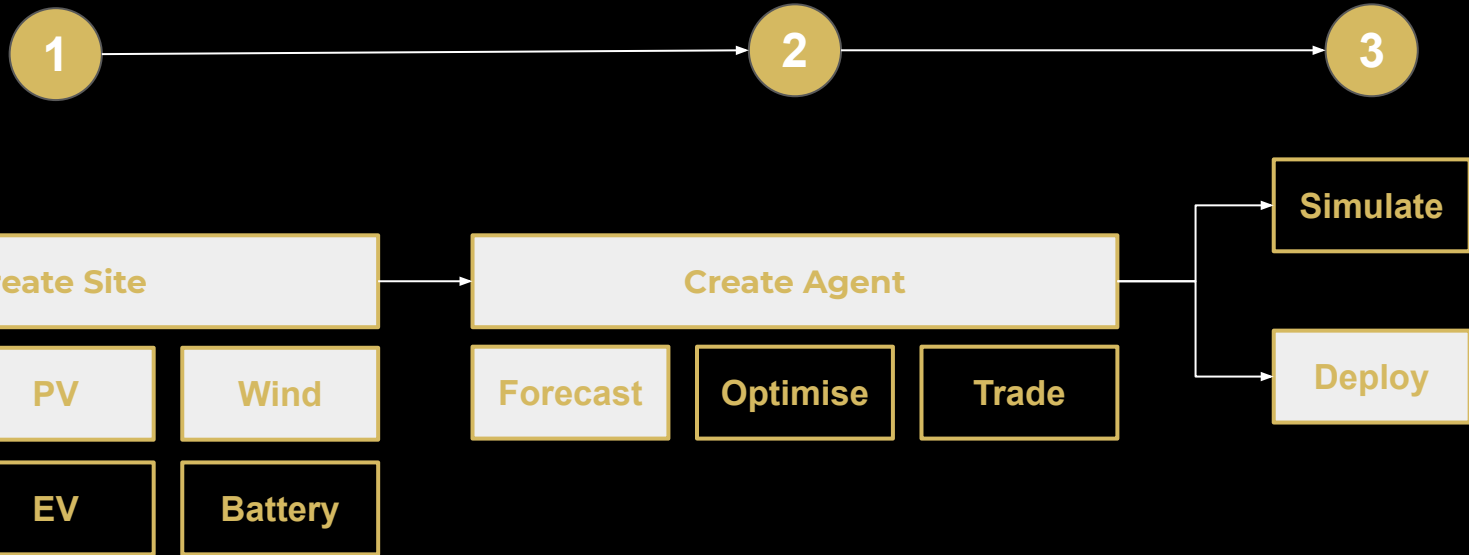 1
2
3
Simulate
eate Site
Create Agent
Deploy
PV
Wind
Forecast
Optimise
Trade
EV
Battery